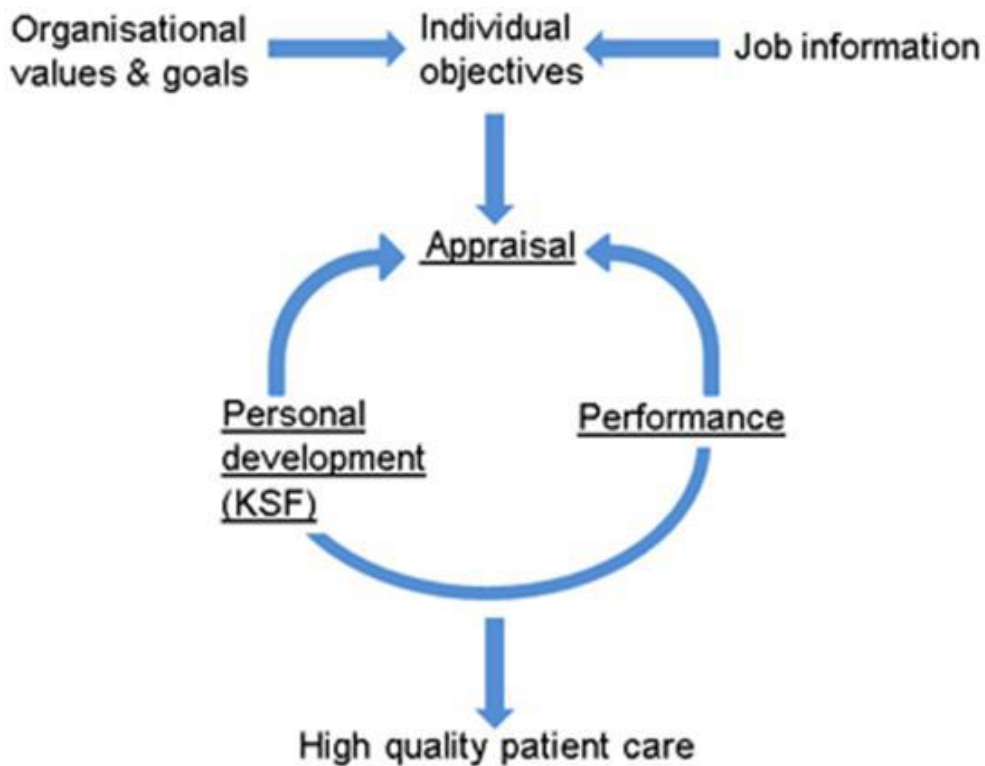 Organisational
values & goals
Individual
objectives
Job information
Appraisal
Personal
development
(KSF)
Performance
High quality patient care